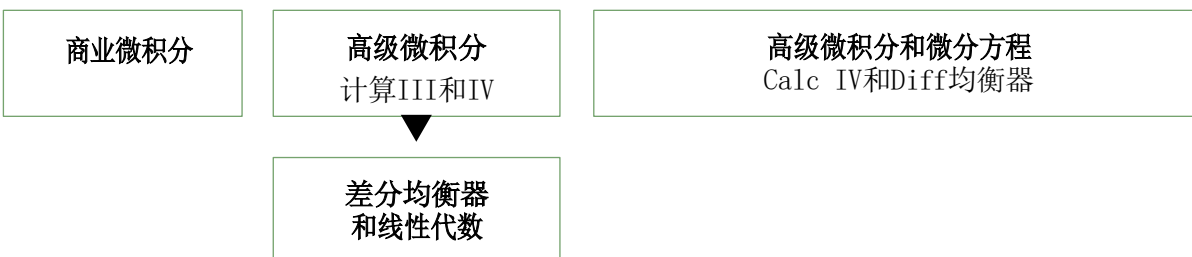 商业微积分
高级微积分
计算III和IV
高级微积分和微分方程
Calc IV和Diff均衡器
差分均衡器
和线性代数